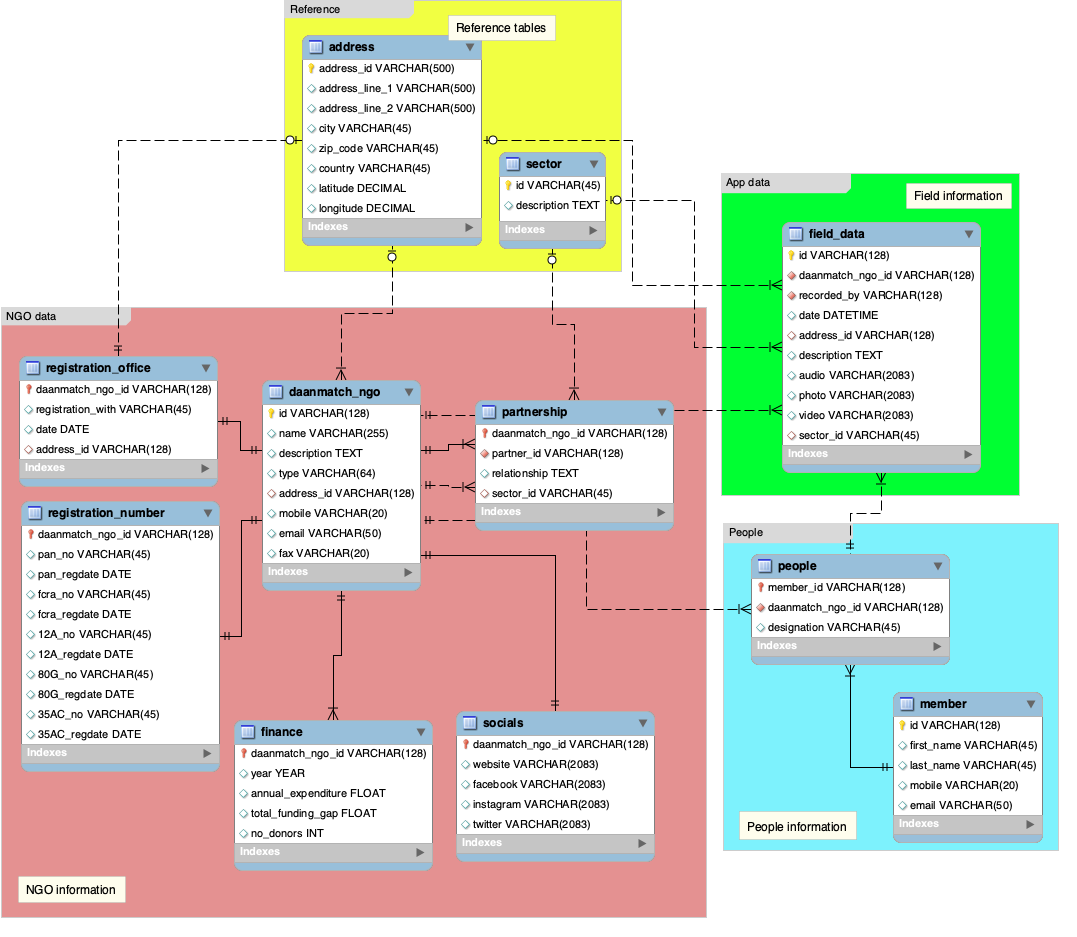 Reference
Reference tables
address
address_id VARCHAR(500)
address_line_1 VARCHAR(500)
address_line_2 VARCHAR(500)
city VARCHAR(45)
zip_code VARCHAR(45)
country VARCHAR(45)
latitude DECIMAL
longitude DECIMAL
Indexes
sector
id VARCHAR(45)
description TEXT
Indexes
App data
Field information
field_data
id VARCHAR(128)
daanmatch_ngo_id VARCHAR(128)
recorded_by VARCHAR(128)
date DATETIME
address_id VARCHAR(128)
description TEXT
audio VARCHAR(2083)
photo VARCHAR(2083)
video VARCHAR(2083)
sector_id VARCHAR(45)
Indexes
NGO data
registration_office
daanmatch_ngo_id VARCHAR(128)
registration_with VARCHAR(45)
date DATE
address_id VARCHAR(128)
Indexes
daanmatch_ngo
id VARCHAR(128)
name VARCHAR(255)
description TEXT
type VARCHAR(64)
address_id VARCHAR(128)
mobile VARCHAR(20)
email VARCHAR(50)
fax VARCHAR(20)
Indexes
partnership
daanmatch_ngo_id VARCHAR(128)
partner_id VARCHAR(128)
relationship TEXT
sector_id VARCHAR(45)
Indexes
registration_number
daanmatch_ngo_id VARCHAR(128)
pan_no VARCHAR(45)
pan_regdate DATE
fcra_no VARCHAR(45)
fcra_regdate DATE
12A_no VARCHAR(45)
12A_regdate DATE
80G_no VARCHAR(45)
80G_regdate DATE
35AC_no VARCHAR(45)
35AC_regdate DATE
Indexes
finance
daanmatch_ngo_id VARCHAR(128)
year YEAR
annual_expenditure FLOAT
total_funding_gap FLOAT
no_donors INT
Indexes
socials
daanmatch_ngo_id VARCHAR(128)
website VARCHAR(2083)
facebook VARCHAR(2083)
instagram VARCHAR(2083)
twitter VARCHAR(2083)
Indexes
NGO information
People
people
member_id VARCHAR(128)
daanmatch_ngo_id VARCHAR(128)
designation VARCHAR(45)
Indexes
member
id VARCHAR(128)
first_name VARCHAR(45)
last_name VARCHAR(45)
mobile VARCHAR(20)
email VARCHAR(50)
Indexes
People information